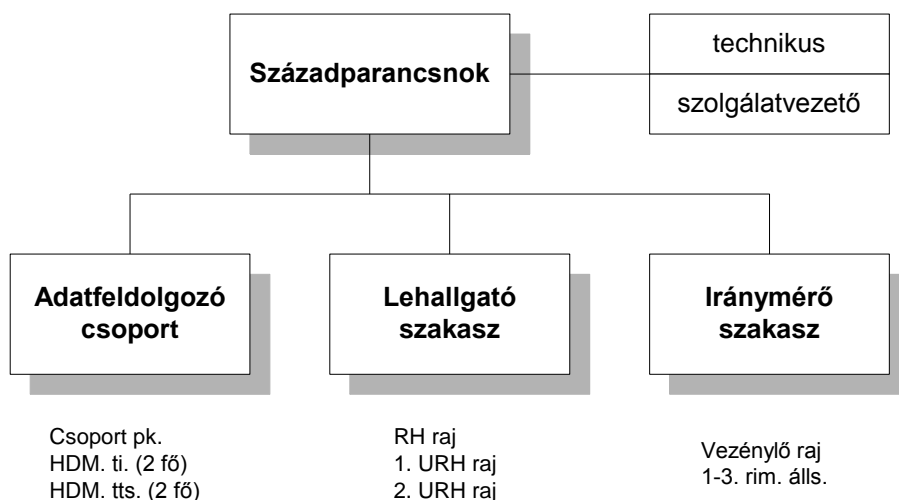 Századparancsnok
technikus
szolgálatvezető
Adatfeldolgozó
csoport
Lehallgató
szakasz
Iránymérő
szakasz
Csoport pk.
HDM. ti. (2 fő)
HDM. tts. (2 fő)
RH raj
1. URH raj
2. URH raj
Vezénylő raj
1-3. rim. álls.